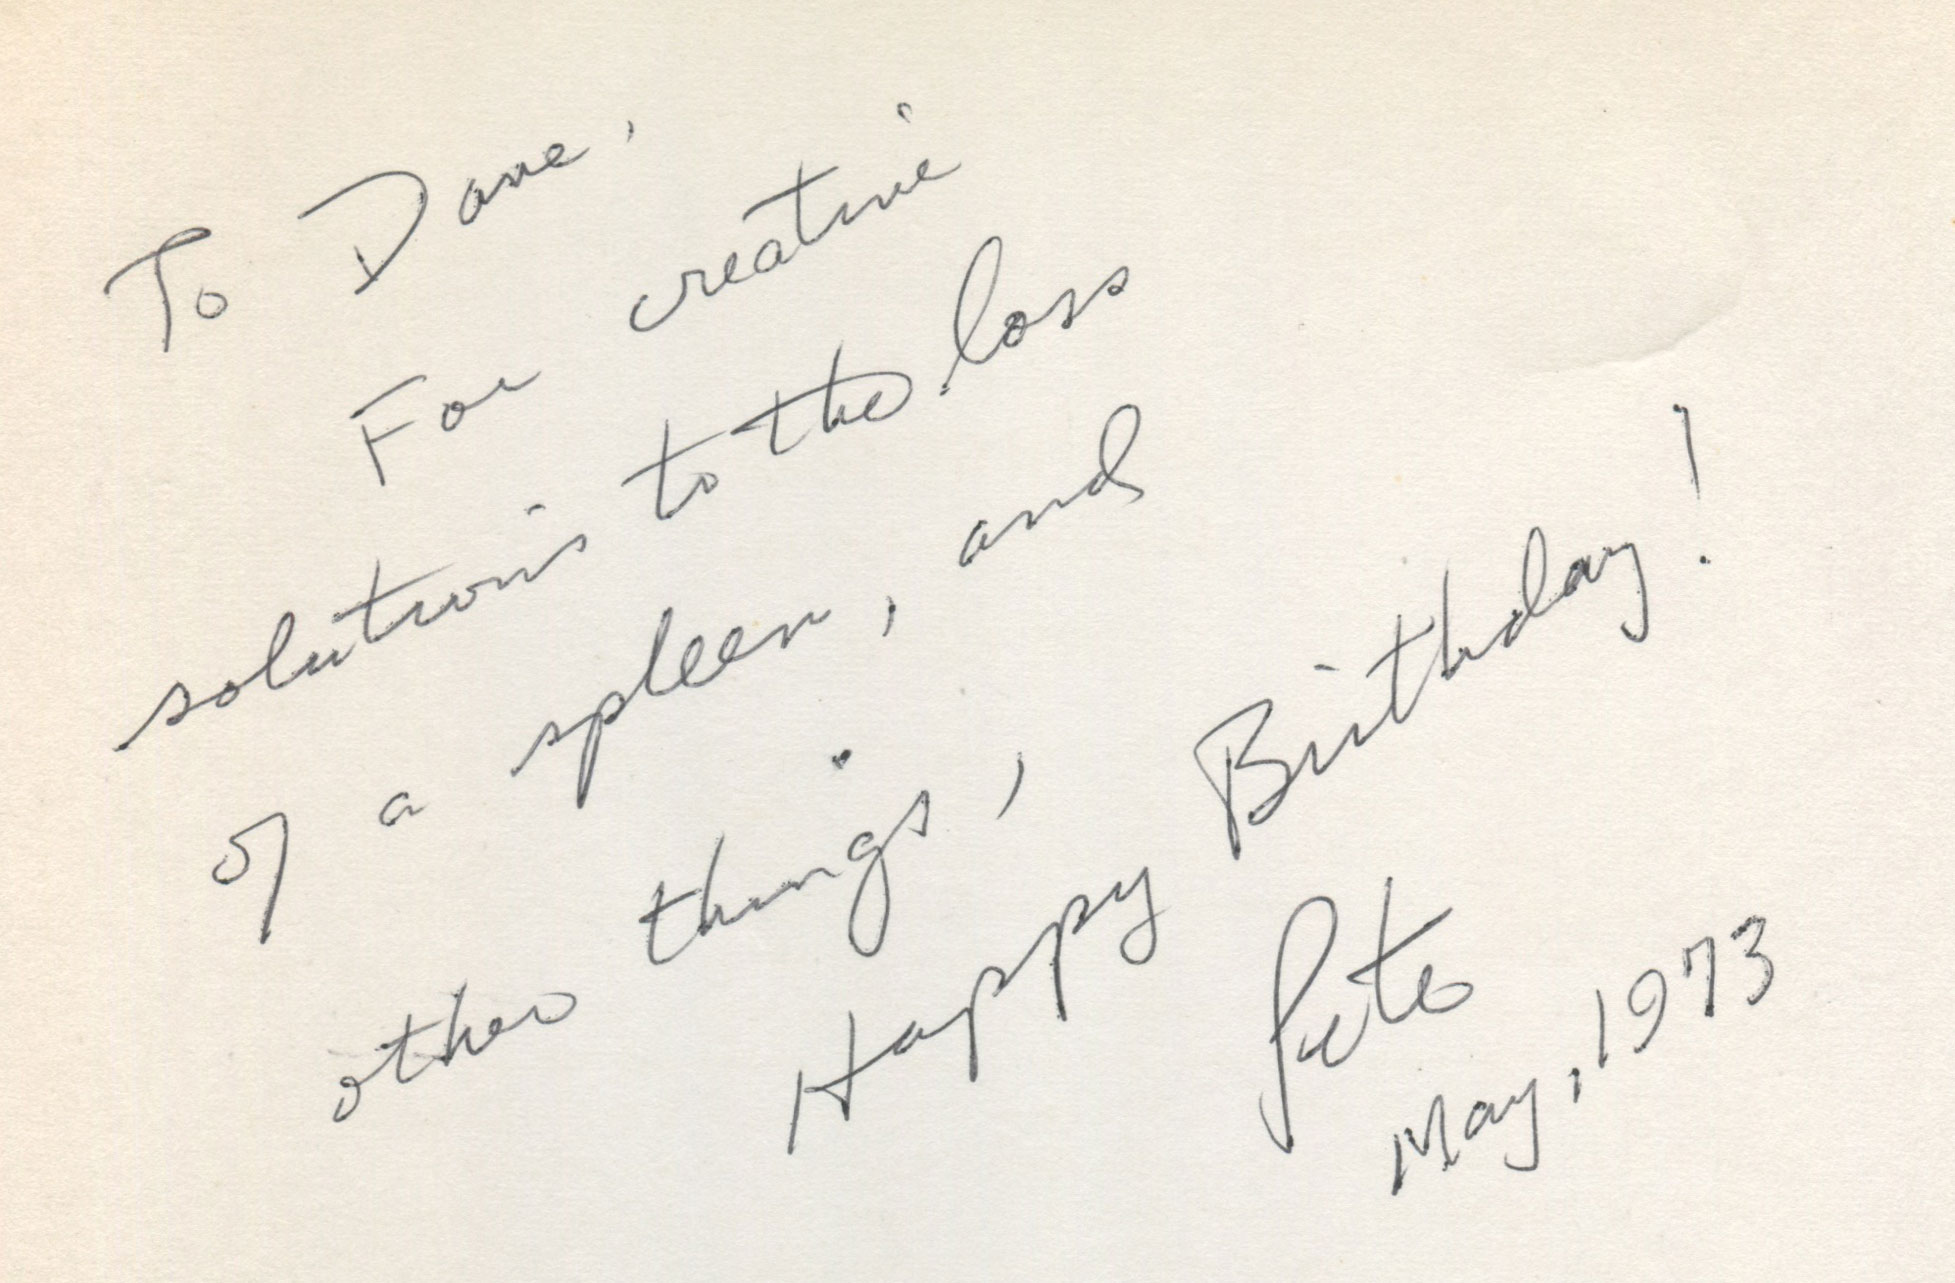 To Dave,
For creative
solutions to the loss
of a spleen, and
other things,
Happy Birthday!
Pete
May, 1973